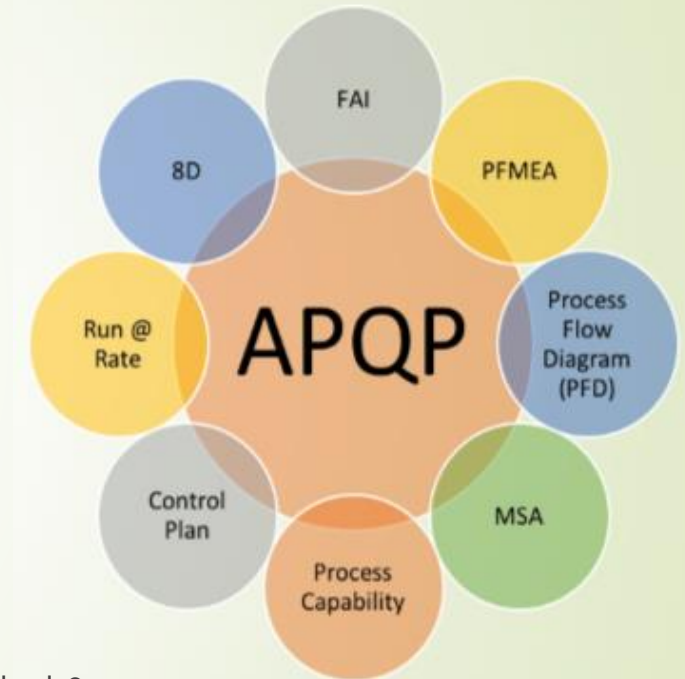 FAI
8D
PFMEA
Run @
Rate
APQP
Process
Flow
Diagram
(PFD)
Control
Plan
MSA
Process
Capability